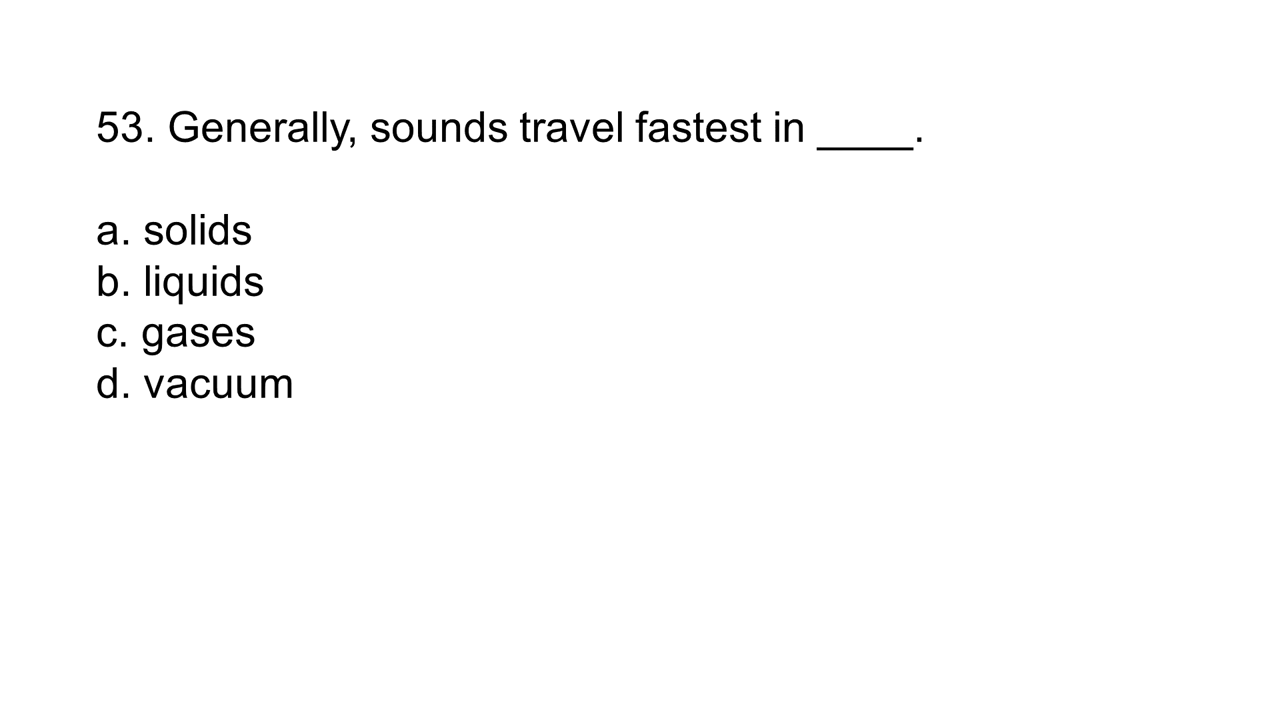 53. Generally, sounds travel fastest in ____.
a. solids
b. liquids
c. gases
d. vacuum